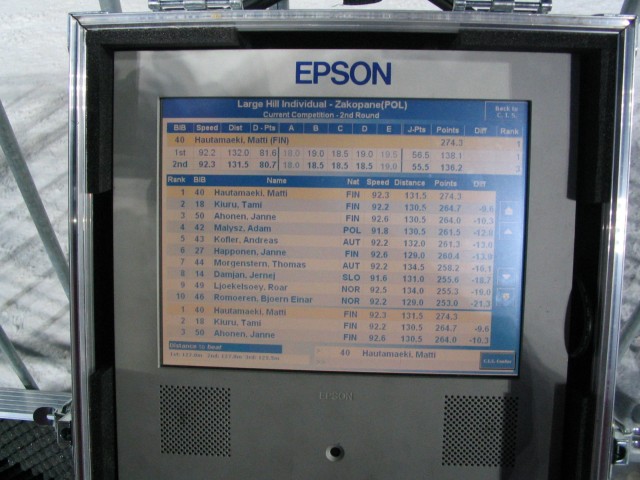 EPSON
Large Hill Individual - Zakopane(POL)
Current Competition - 2nd Round
Back to
C. I. S.
BIB Speed Dist D - Pts A B C D E J-Pts Points Diff Rank
40 Hautamaeki, Matti (FIN) 274.3 1
1st 92.2 132.0 81.6 18.0 19.0 18.5 19.0 19.5 56.5 138.1 1
2nd 92.3 131.5 80.7 18.0 18.5 18.5 18.5 19.0 55.5 136.2 3
Rank BIB Name Nat Speed Distance Points Diff
1 40 Hautamaeki, Matti FIN 92.3 131.5 274.3
2 18 Kiuru, Tami FIN 92.2 130.5 264.7 -9.6
3 50 Ahonen, Janne FIN 92.6 130.5 264.0 -10.3
4 42 Malysz, Adam POL 91.8 130.5 261.5 -12.8
5 43 Kofler, Andreas AUT 92.2 132.0 261.3 -13.0
6 27 Happonen, Janne FIN 92.6 129.0 260.4 -13.9
7 44 Morgenstern, Thomas AUT 92.2 134.5 258.2 -16.1
8 14 Damjan, Jernej SLO 91.6 131.0 255.6 -18.7
9 49 Ljoekelsoey, Roar NOR 92.5 134.0 255.3 -19.0
10 46 Romoeren, Bjoern Einar NOR 92.2 129.0 253.0 -21.3
1 40 Hautamaeki, Matti FIN 92.3 131.5 274.3
2 18 Kiuru, Tami FIN 92.2 130.5 264.7 -9.6
3 50 Ahonen, Janne FIN 92.6 130.5 264.0 -10.3
Distance to beat
40 Hautamaeki, Matti
EPSON